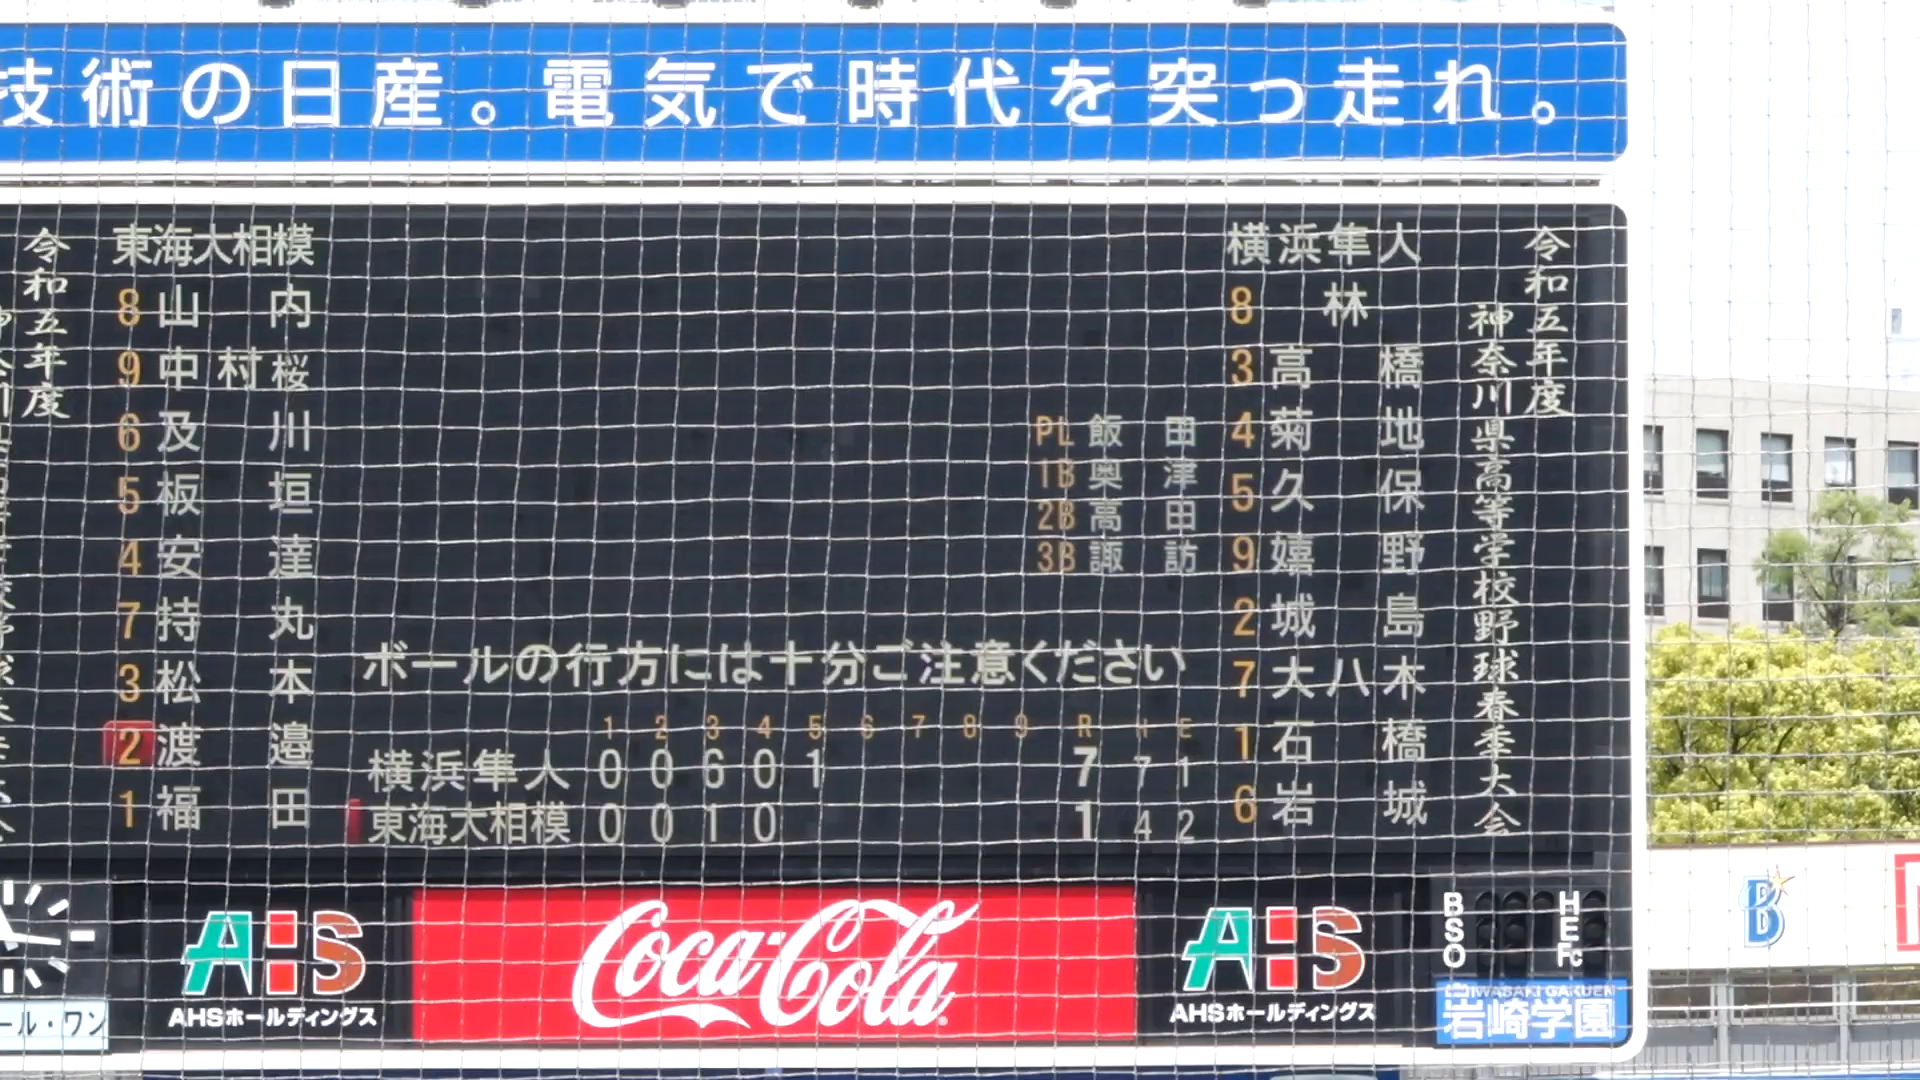 技術の日産。電気で時代を突っ走れ。
令和五年度
東海大相模
8 山内
9 中村桜
6 及川
5 板垣
4 安達
7 持丸
3 松本
2 渡邉
1 福田
PL 飯田
1B 奥津
2B 高田
3B 諏訪
ボールの行方には十分ご注意ください
1 2 3 4 5 6 7 8 9 R H E
横浜隼人 0 0 6 0 1 7 7 1
東海大相模 0 0 1 0 1 4 2
横浜隼人
8 林
3 高橋
4 菊地
5 久保
9 嬉野
2 城島
7 大八木
1 石橋
6 岩城
令和五年度
神奈川県高等学校野球春季大会
AHS
AHSホールディングス
Coca-Cola
AHS
AHSホールディングス
B H
S E
O Fc
IWASAKI GAKUEN
岩崎学園
ール・ワン
B